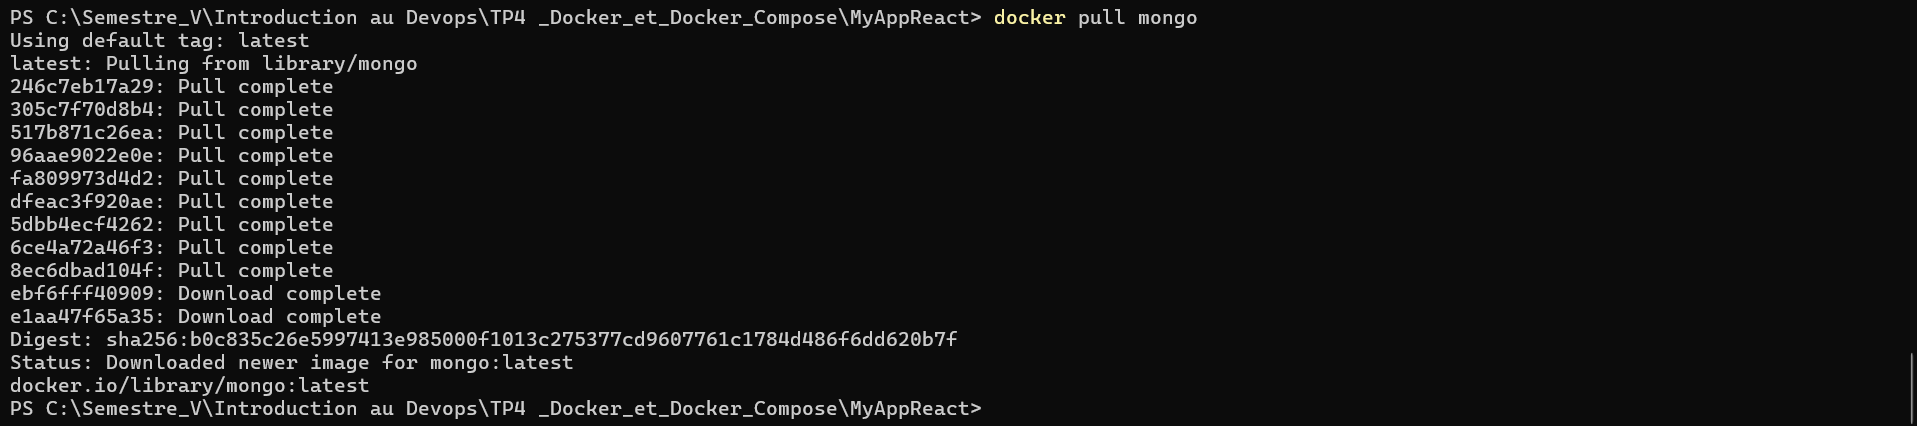 PS C:\Semestre_V\Introduction au Devops\TP4 _Docker_et_Docker_Compose\MyAppReact> docker pull mongo
Using default tag: latest
latest: Pulling from library/mongo
246c7eb17a29: Pull complete
305c7f70d8b4: Pull complete
517b871c26ea: Pull complete
96aae9022e0e: Pull complete
fa809973d4d2: Pull complete
dfeac3f920ae: Pull complete
5dbb4ecf4262: Pull complete
6ce4a72a46f3: Pull complete
8ec6dbad104f: Pull complete
ebf6fff40909: Download complete
e1aa47f65a35: Download complete
Digest: sha256:b0c835c26e5997413e985000f1013c275377cd9607761c1784d486f6dd620b7f
Status: Downloaded newer image for mongo:latest
docker.io/library/mongo:latest
PS C:\Semestre_V\Introduction au Devops\TP4 _Docker_et_Docker_Compose\MyAppReact>